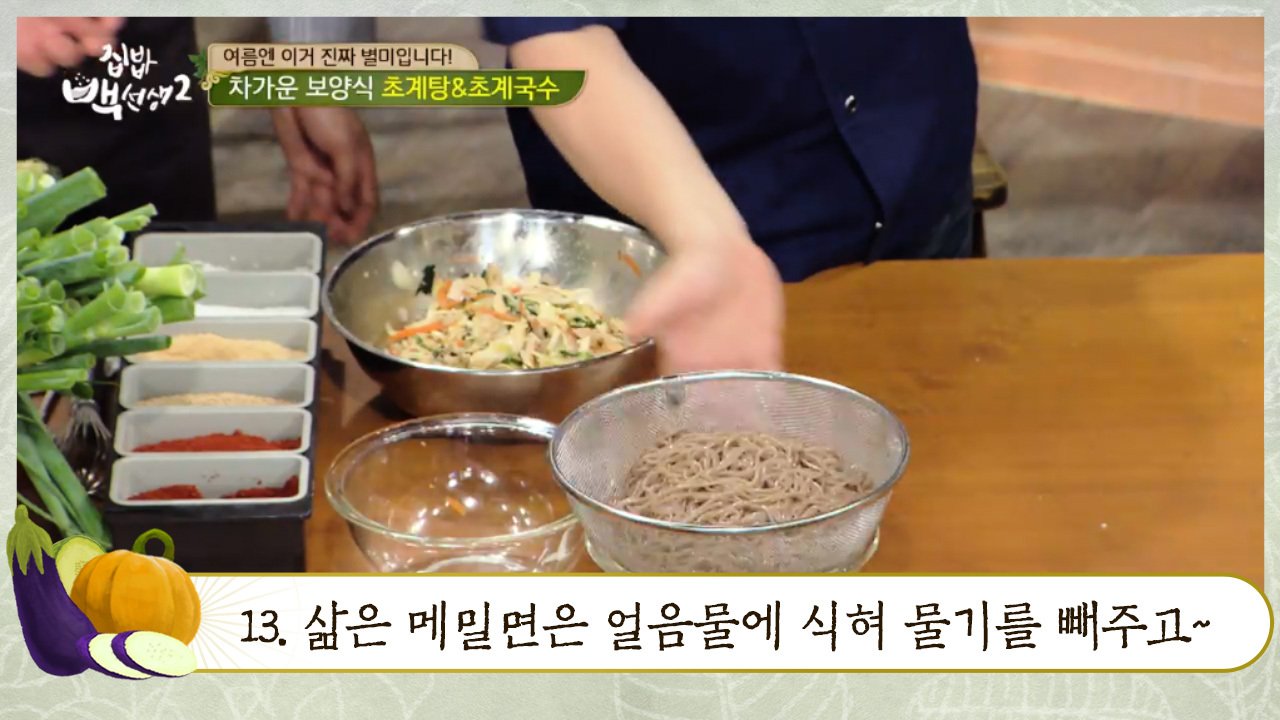 집밥
백선생2
여름엔 이거 진짜 별미입니다!
차가운 보양식 초계탕&초계국수
13. 삶은 메밀면은 얼음물에 식혀 물기를 빼주고~